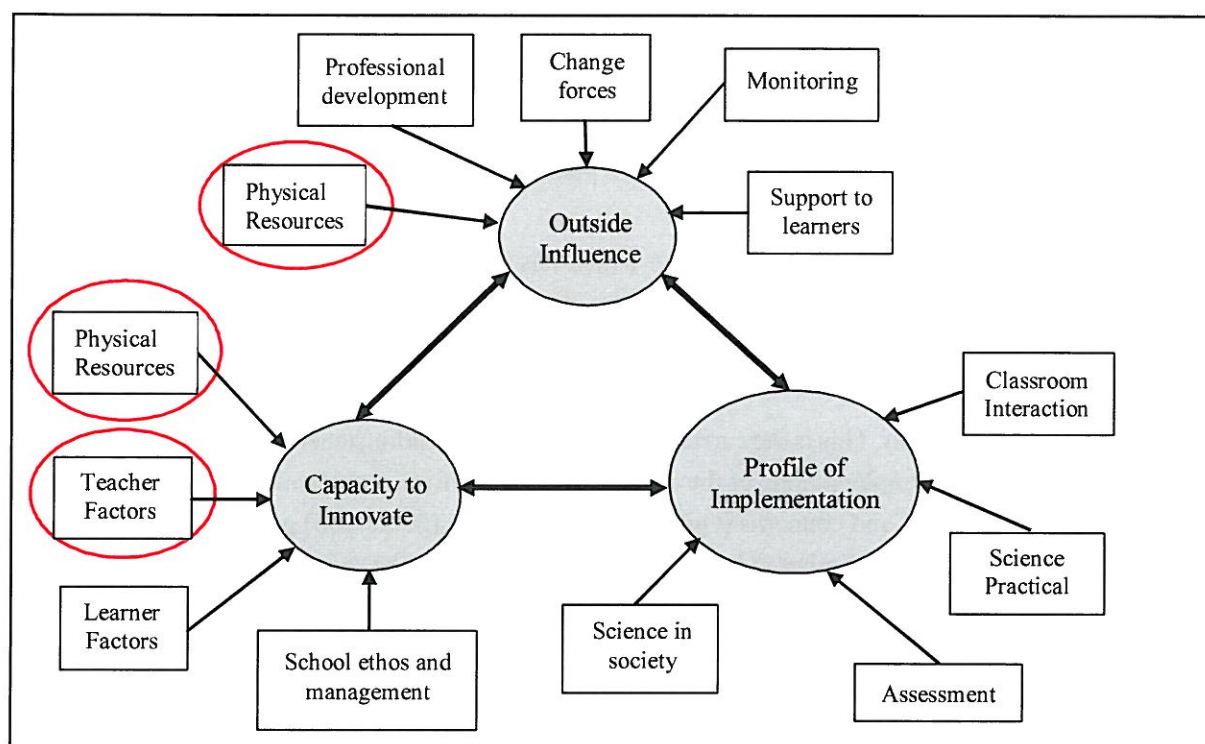 Professional
development
Change
forces
Monitoring
Physical
Resources
Support to
learners
Outside
Influence
Physical
Resources
Classroom
Interaction
Teacher
Factors
Capacity to
Innovate
Profile of
Implementation
Science
Practical
Learner
Factors
School ethos and
management
Science in
society
Assessment